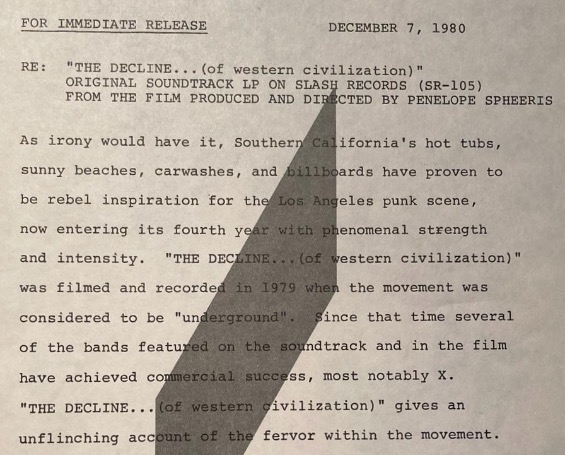 FOR IMMEDIATE RELEASE
DECEMBER 7, 1980
RE: "THE DECLINE...(of western civilization)"
ORIGINAL SOUNDTRACK LP ON SLASH RECORDS (SR-105)
FROM THE FILM PRODUCED AND DIRECTED BY PENELOPE SPHEERIS
As irony would have it, Southern California's hot tubs,
sunny beaches, carwashes, and billboards have proven to
be rebel inspiration for the Los Angeles punk scene,
now entering its fourth year with phenomenal strength
and intensity. "THE DECLINE...(of western civilization)"
was filmed and recorded in 1979 when the movement was
considered to be "underground". Since that time several
of the bands featured on the soundtrack and in the film
have achieved commercial success, most notably X.
"THE DECLINE...(of western civilization)" gives an
unflinching account of the fervor within the movement.